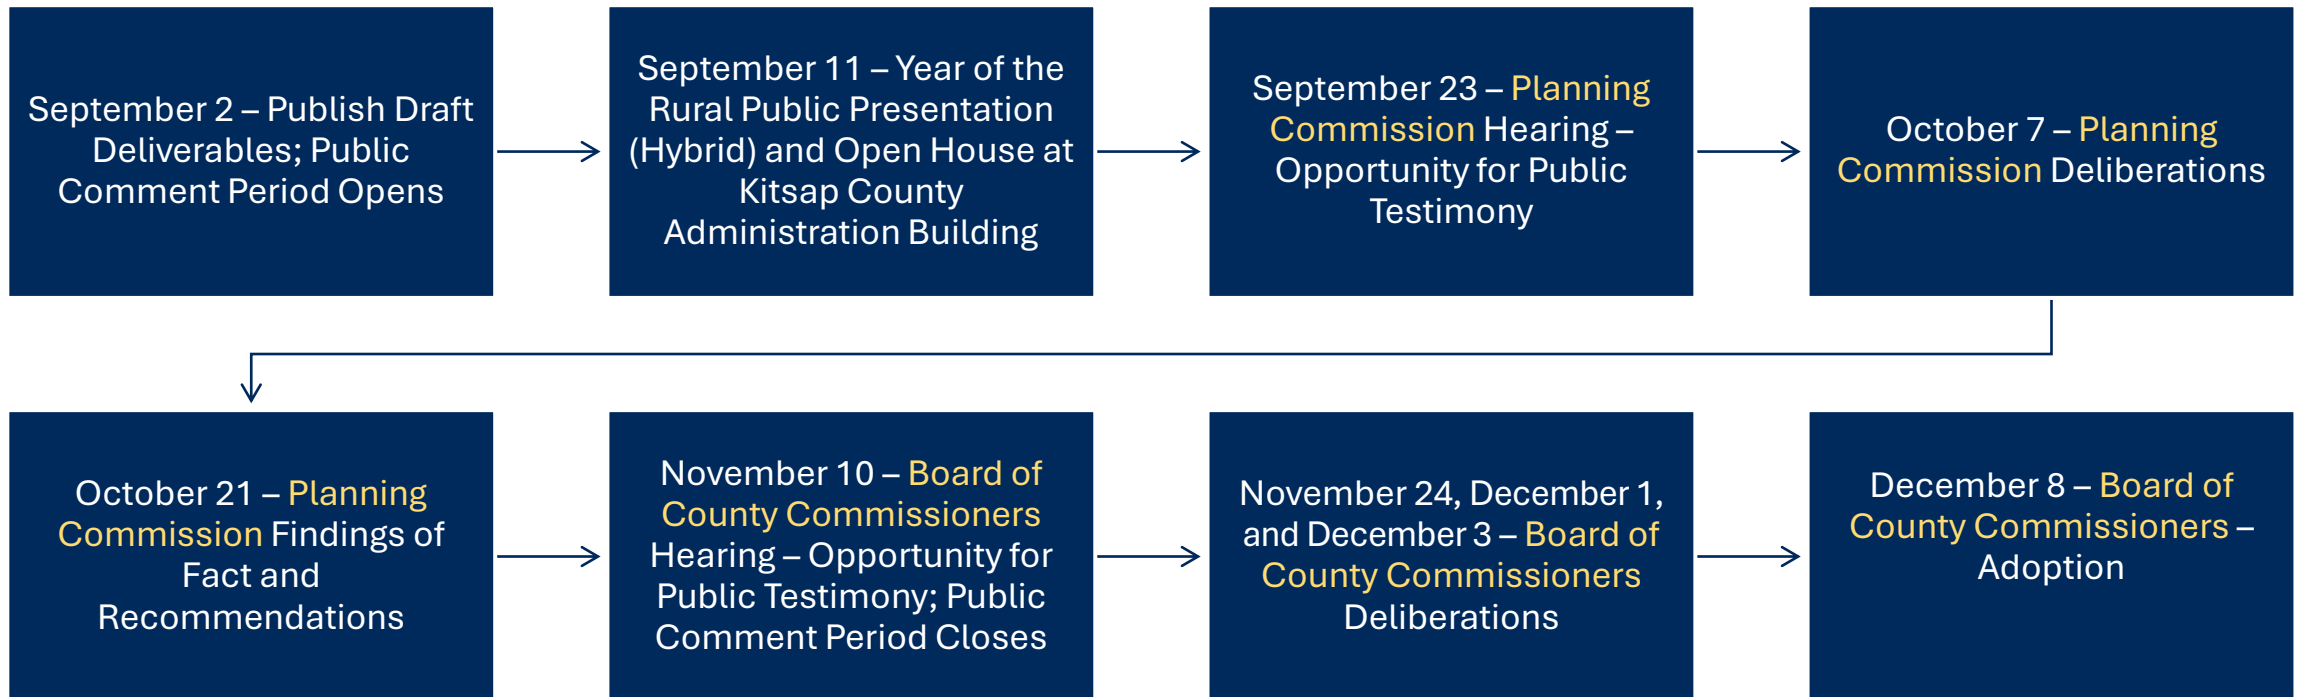 September 2 – Publish Draft
Deliverables; Public
Comment Period Opens
September 11 – Year of the
Rural Public Presentation
(Hybrid) and Open House at
Kitsap County
Administration Building
September 23 – Planning
Commission Hearing –
Opportunity for Public
Testimony
October 7 – Planning
Commission Deliberations
October 21 – Planning
Commission Findings of
Fact and
Recommendations
November 10 – Board of
County Commissioners
Hearing – Opportunity for
Public Testimony; Public
Comment Period Closes
November 24, December 1,
and December 3 – Board of
County Commissioners
Deliberations
December 8 – Board of
County Commissioners –
Adoption